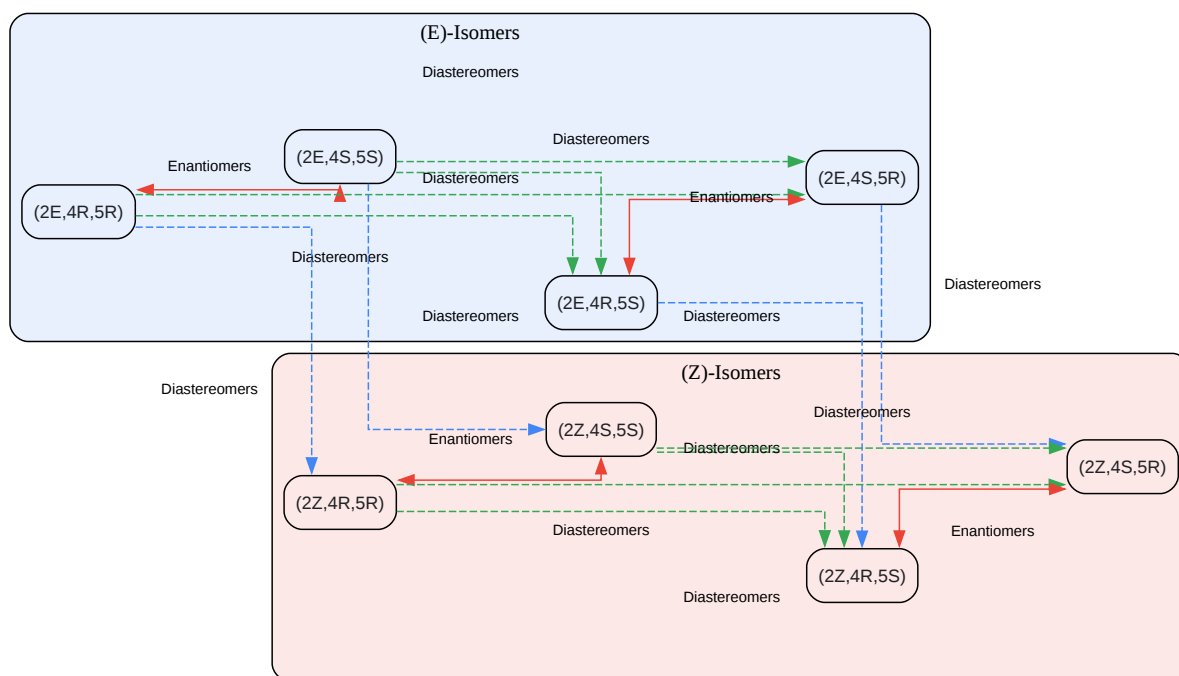 (E)-Isomers
Diastereomers
Diastereomers
(2E,4S,5S)
Enantiomers
Diastereomers
(2E,4S,5R)
Enantiomers
(2E,4R,5R)
Diastereomers
Diastereomers
(2E,4R,5S)
Diastereomers
Diastereomers
(Z)-Isomers
Diastereomers
Diastereomers
(2Z,4S,5S)
Enantiomers
Diastereomers
(2Z,4S,5R)
(2Z,4R,5R)
Diastereomers
Enantiomers
(2Z,4R,5S)
Diastereomers